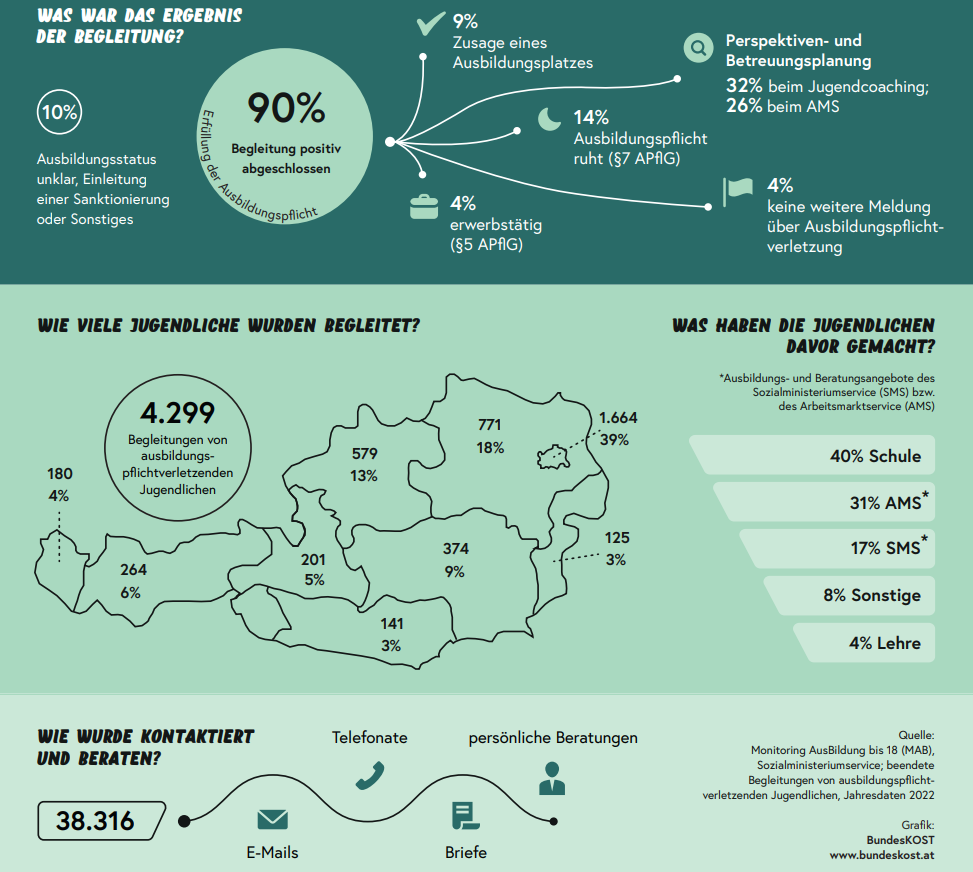 WAS WAR DAS ERGEBNIS
DER BEGLEITUNG?
10%
Ausbildungsstatus
unklar, Einleitung
einer Sanktionierung
oder Sonstiges
90%
Begleitung positiv
abgeschlossen
Erfüllung der Ausbildungspflicht
9%
Zusage eines
Ausbildungsplatzes
Perspektiven- und
Betreuungsplanung
32% beim Jugendcoaching;
26% beim AMS
14%
Ausbildungspflicht
ruht (§7 APflG)
4%
erwerbstätig
(§5 APflG)
4%
keine weitere Meldung
über Ausbildungspflicht-
verletzung
WIE VIELE JUGENDLICHE WURDEN BEGLEITET?
4.299
Begleitungen von
ausbildungs-
pflichtverletzenden
Jugendlichen
180
4%
264
6%
579
13%
771
18%
1.664
39%
201
5%
374
9%
125
3%
141
3%
WAS HABEN DIE JUGENDLICHEN
DAVOR GEMACHT?
*Ausbildungs- und Beratungsangebote des
Sozialministeriumservice (SMS) bzw.
des Arbeitsmarktservice (AMS)
40% Schule
31% AMS*
17% SMS*
8% Sonstige
4% Lehre
WIE WURDE KONTAKTIERT
UND BERATEN?
38.316
E-Mails
Telefonate
Briefe
persönliche Beratungen
Quelle:
Monitoring AusBildung bis 18 (MAB),
Sozialministeriumservice; beendete
Begleitungen von ausbildungspflicht-
verletzenden Jugendlichen, Jahresdaten 2022
Grafik:
BundesKOST
www.bundeskost.at